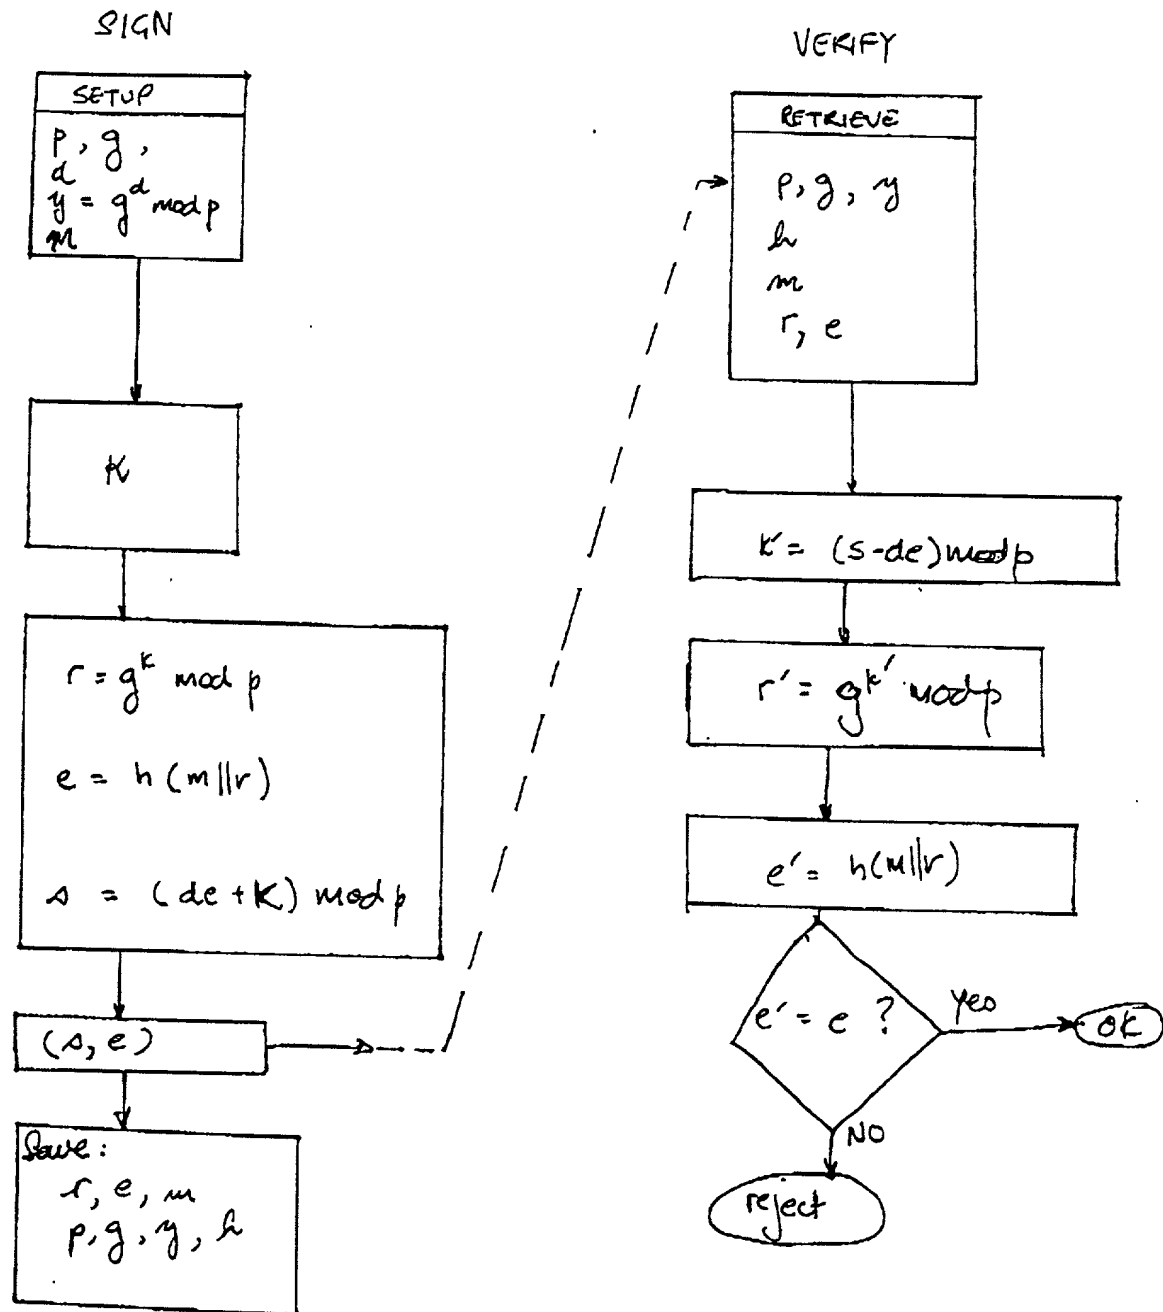 SIGN
SETUP
p, g,
d
y = g^d mod p
m
K
r = g^k mod p
e = h (m||r)
s = (de + K) mod p
(s, e)
Save:
r, e, m
p, g, y, h
VERIFY
RETRIEVE
p, g, y
h
m
r, e
k' = (s-de) mod p
r' = g^k' mod p
e' = h(m||r)
e' = e ?
Yes
OK
NO
reject